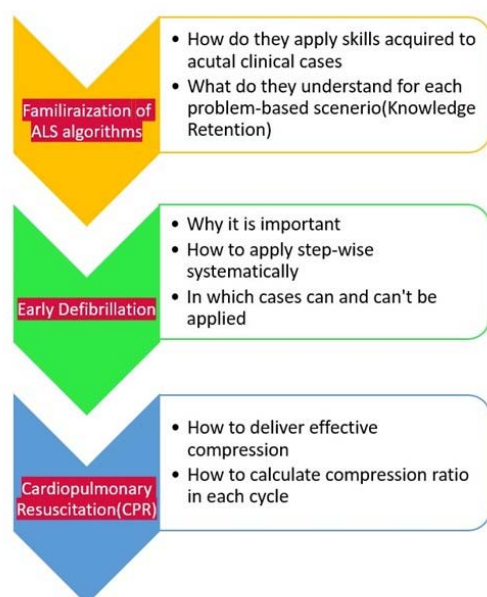 Familiraization of
ALS algorithms
• How do they apply skills acquired to
acutal clinical cases
• What do they understand for each
problem-based scenerio(Knowledge
Retention)
Early Defibrillation
• Why it is important
• How to apply step-wise
systematically
• In which cases can and can't be
applied
Cardiopulmonary
Resuscitation(CPR)
• How to deliver effective
compression
• How to calculate compression ratio
in each cycle